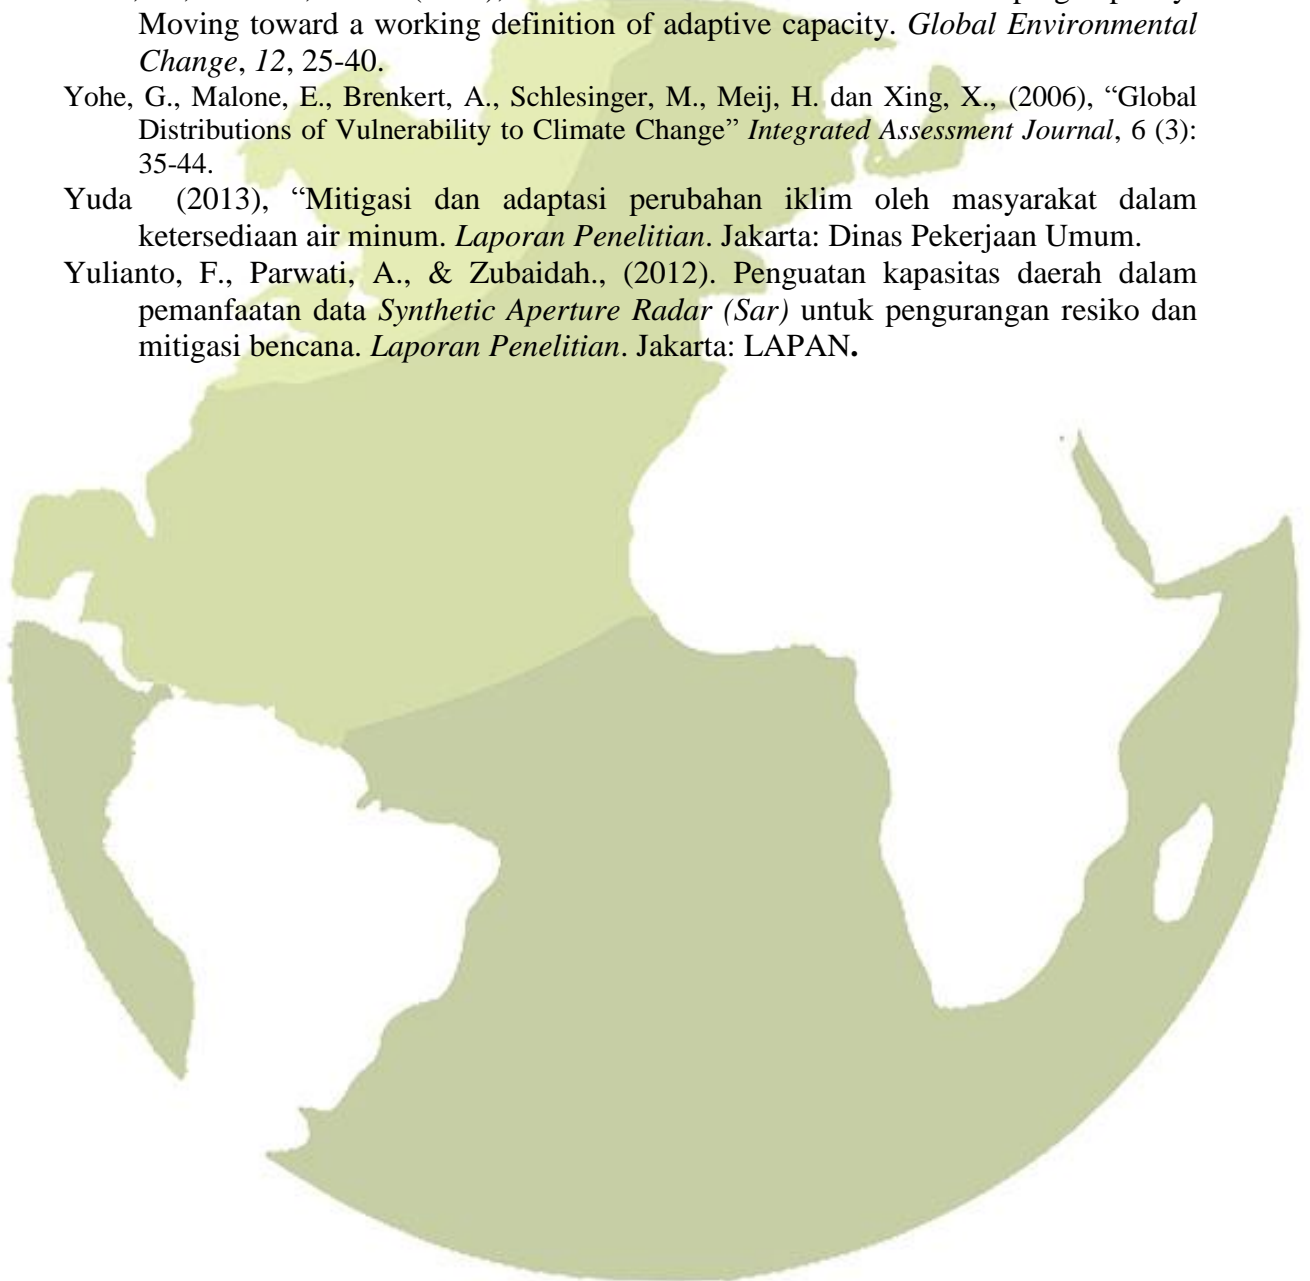 Moving toward a working definition of adaptive capacity. Global Environmental
Change, 12, 25-40.
Yohe, G., Malone, E., Brenkert, A., Schlesinger, M., Meij, H. dan Xing, X., (2006), “Global
Distributions of Vulnerability to Climate Change” Integrated Assessment Journal, 6 (3):
35-44.
Yuda (2013), “Mitigasi dan adaptasi perubahan iklim oleh masyarakat dalam
ketersediaan air minum. Laporan Penelitian. Jakarta: Dinas Pekerjaan Umum.
Yulianto, F., Parwati, A., & Zubaidah., (2012). Penguatan kapasitas daerah dalam
pemanfaatan data Synthetic Aperture Radar (Sar) untuk pengurangan resiko dan
mitigasi bencana. Laporan Penelitian. Jakarta: LAPAN.